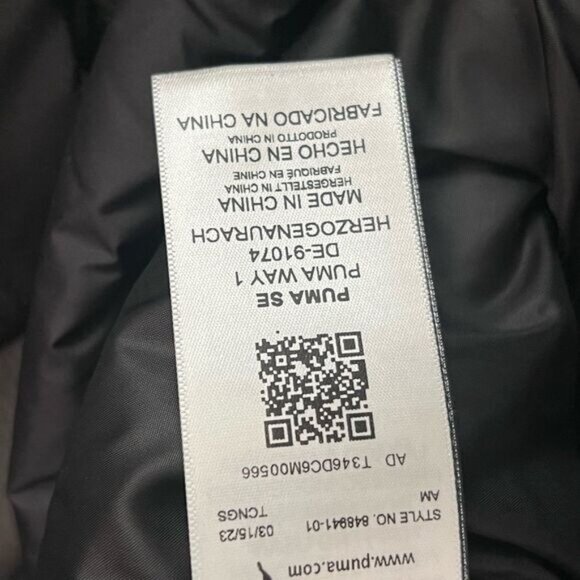 www.puma.com
STYLE NO. 848941-01 03/15/23
AM TCNGS
AD T346DC6M00566
PUMA SE
PUMA WAY 1
DE-91074
HERZOGENAURACH
MADE IN CHINA
HERGESTELLT IN CHINA
FABRIQUÉ EN CHINE
HECHO EN CHINA
PRODOTTO IN CHINA
FABRICADO NA CHINA